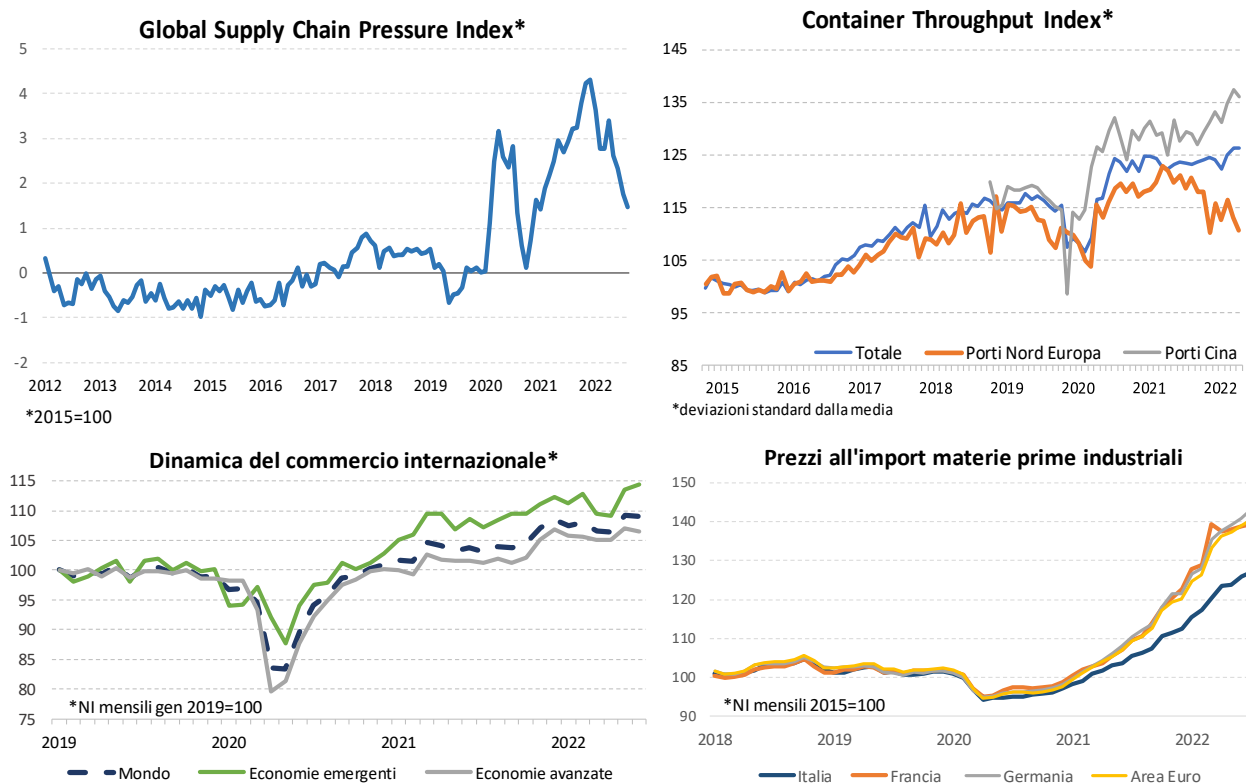 Global Supply Chain Pressure Index*
5
4
3
2
1
0
-1
-2
2012 2013 2014 2015 2016 2017 2018 2019 2020 2021 2022
*2015=100
Container Throughput Index*
145
135
125
115
105
95
85
Totale Porti Nord Europa Porti Cina
2015 2016 2017 2018 2019 2020 2021 2022
*deviazioni standard dalla media
Dinamica del commercio internazionale*
115
110
105
100
95
90
85
80
75
*NI mensili gen 2019=100
2019 2020 2021 2022
Mondo Economie emergenti Economie avanzate
Prezzi all'import materie prime industriali
150
140
130
120
110
100
90
*NI mensili 2015=100
2018 2019 2020 2021 2022
Italia Francia Germania Area Euro